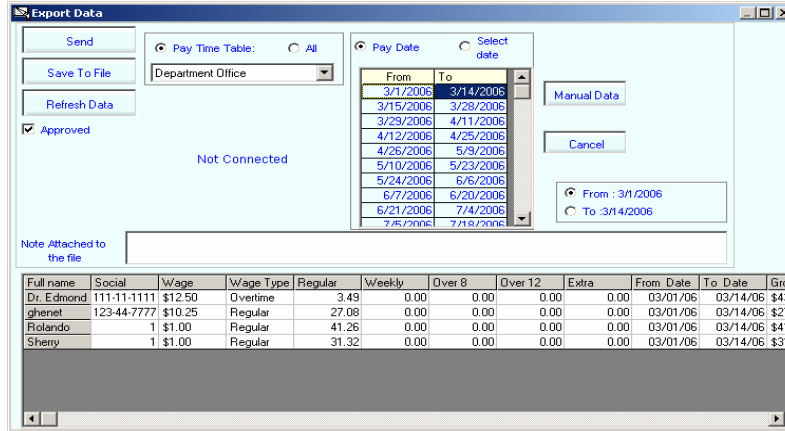 Export Data
Send
Save To File
Refresh Data
Approved
Pay Time Table: All
Department Office
Not Connected
Pay Date Select date
From To
3/1/2006 3/14/2006
3/15/2006 3/28/2006
3/29/2006 4/11/2006
4/12/2006 4/25/2006
4/26/2006 5/9/2006
5/10/2006 5/23/2006
5/24/2006 6/6/2006
6/7/2006 6/20/2006
6/21/2006 7/4/2006
7/5/2006 7/18/2006
Manual Data
Cancel
From : 3/1/2006
To :3/14/2006
Note Attached to
the file
Full name Social Wage Wage Type Regular Weekly Over 8 Over 12 Extra From Date To Date Gro
Dr. Edmond 111-11-1111 $12.50 Overtime 3.49 0.00 0.00 0.00 0.00 03/01/06 03/14/06
ghenet 123-44-7777 $10.25 Regular 27.08 0.00 0.00 0.00 0.00 03/01/06 03/14/06
Rolando 1 $1.00 Regular 41.26 0.00 0.00 0.00 0.00 03/01/06 03/14/06
Sherry 1 $1.00 Regular 31.32 0.00 0.00 0.00 0.00 03/01/06 03/14/06